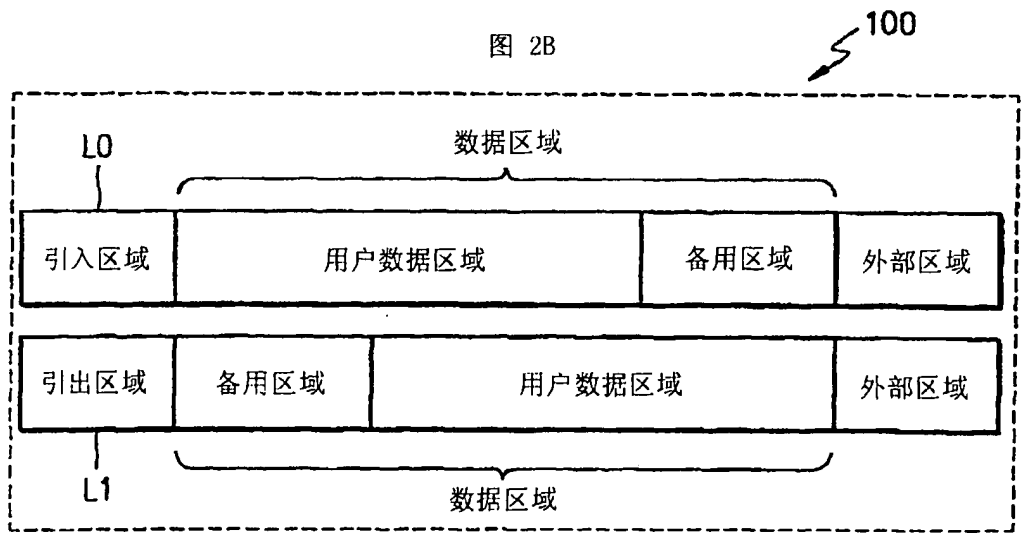 图 2B
100
L0
数据区域
引入区域 用户数据区域 备用区域 外部区域
引出区域 备用区域 用户数据区域 外部区域
L1
数据区域